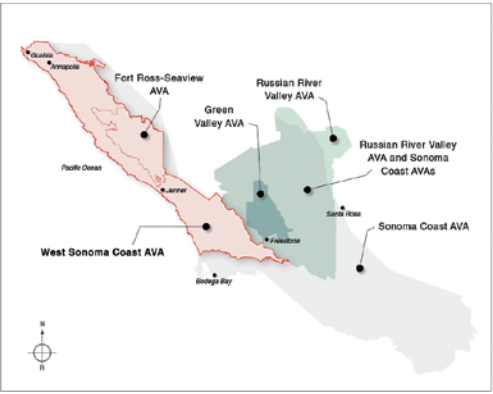 Gualala
Annapolis
Fort Ross-Seaview
AVA
Russian River
Valley AVA
Green
Valley AVA
Russian River Valley
AVA and Sonoma
Coast AVAs
Pacific Ocean
Jenner
Santa Rosa
Sonoma Coast AVA
West Sonoma Coast AVA
Freestone
Bodega Bay
N